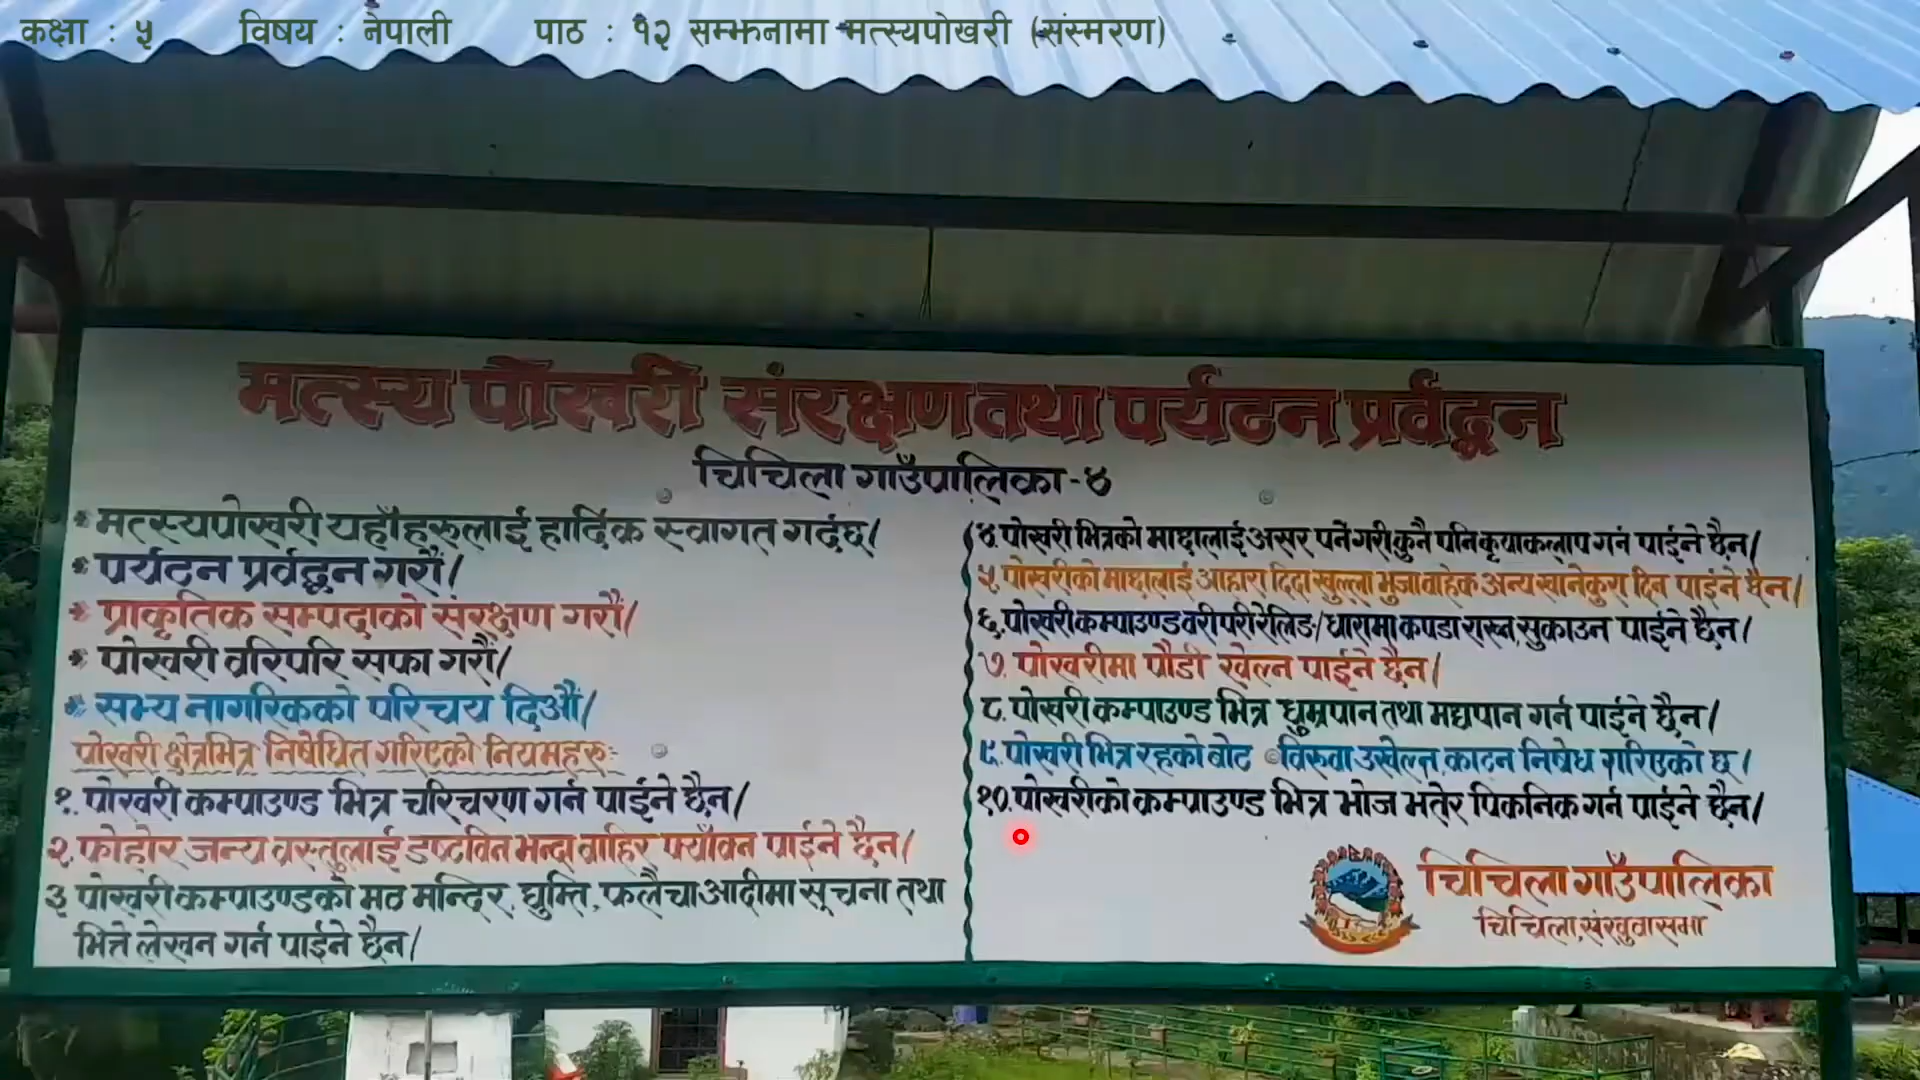 कक्षा : ५ विषय : नेपाली पाठ : १२ सम्झनामा मत्स्यपोखरी (संस्मरण)
मत्स्य पोखरी संरक्षण तथा पर्यटन प्रर्वद्धन
चिचिला गाउँपालिका-४
* मत्स्यपोखरी यहाँहरुलाई हार्दिक स्वागत गर्दछ/
* पर्यटन प्रर्वद्धन गरौं/
* प्राकृतिक सम्पदाको संरक्षण गरौं/
* पोखरी वरिपरि सफा गरौं/
* सभ्य नागरिकको परिचय दिऔं/
पोखरी क्षेत्रभित्र निषेधित गरिएको नियमहरुः
१. पोखरी कम्पाउण्ड भित्र चरिचरण गर्न पाईने छैन/
२. फोहोर जन्य वस्तुलाई डष्टविन भन्दा वाहिर फ्याँक्न पाईने छैन/
३ पोखरी कम्पाउण्डको मठ मन्दिर, घुम्ति, फलैचा आदीमा सूचना तथा
भित्ते लेखन गर्न पाईने छैन/
४. पोखरी भित्रको माछालाई असर पर्ने गरी कुनै पनि कृयाकलाप गर्न पाईने छैन/
५. पोखरीको माछालाई आहारा दिदा खुल्ला भुजा वाहेक अन्य खानेकुरा दिन पाईने छैन/
६. पोखरी कम्पाउण्ड वरीपरी रेलिङ/धारामा कपडा राख्न, सुकाउन पाईने छैन/
७. पोखरीमा पौडी खेल्न पाईने छैन/
८. पोखरी कम्पाउण्ड भित्र धुम्रपान तथा मद्यपान गर्न पाईने छैन/
९. पोखरी भित्र रहको बोट विरुवा उखेल्न, काट्न निषेध गरिएको छ/
१०. पोखरीको कम्पाउण्ड भित्र भोज भतेर पिकनिक गर्न पाईने छैन/
चिचिला गाउँपालिका
चिचिला, संखुवासभा